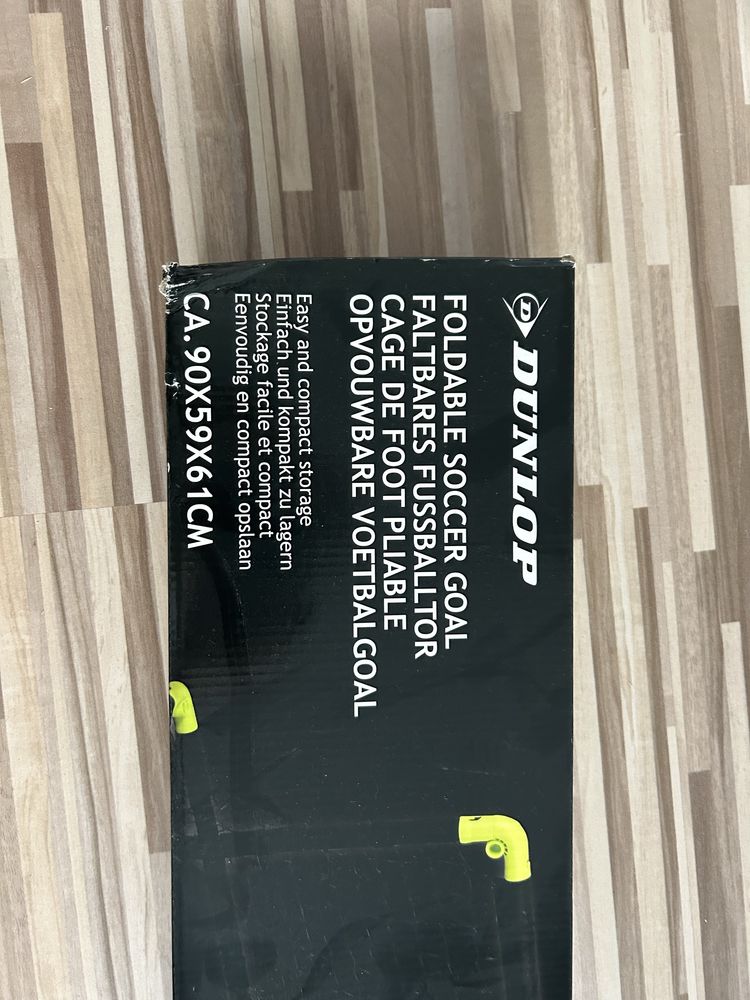 DUNLOP
FOLDABLE SOCCER GOAL
FALTBARES FUSSBALLTOR
CAGE DE FOOT PLIABLE
OPVOUWBARE VOETBALGOAL
Easy and compact storage
Einfach und kompakt zu lagern
Stockage facile et compact
Eenvoudig en compact opslaan
CA. 90X59X61CM